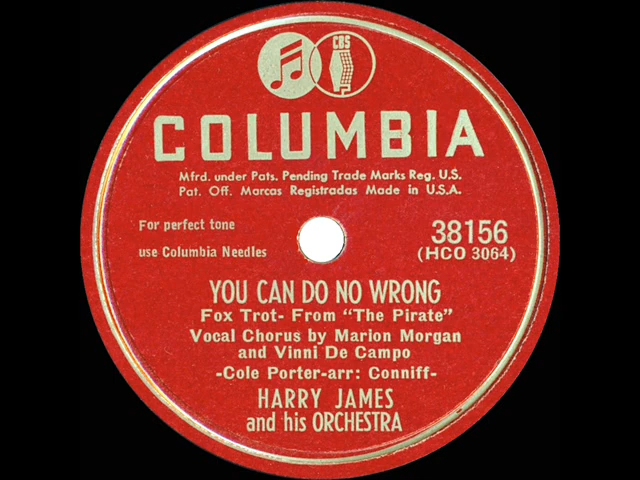 CBS
COLUMBIA
Mfrd. under Pats. Pending Trade Marks Reg. U.S.
Pat. Off. Marcas Registradas Made in U.S.A.
For perfect tone
use Columbia Needles
38156
(HCO 3064)
YOU CAN DO NO WRONG
Fox Trot- From "The Pirate"
Vocal Chorus by Marion Morgan
and Vinni De Campo
-Cole Porter-arr: Conniff-
HARRY JAMES
and his ORCHESTRA